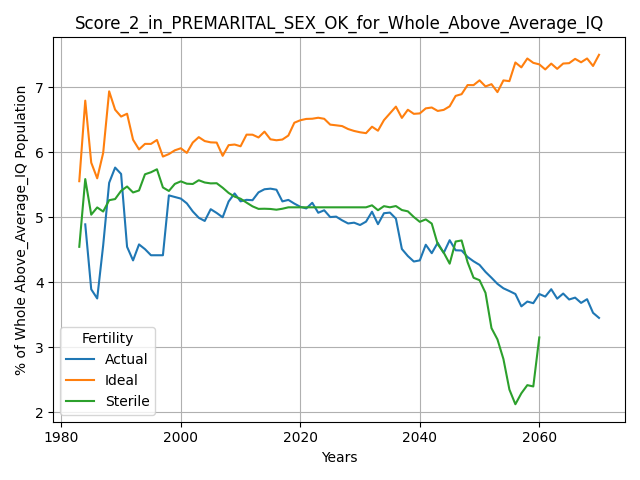 Score_2_in_PREMARITAL_SEX_OK_for_Whole_Above_Average_IQ
% of Whole Above_Average_IQ Population
7
6
5
4
3
2
Fertility
Actual
Ideal
Sterile
1980 2000 2020 2040 2060
Years